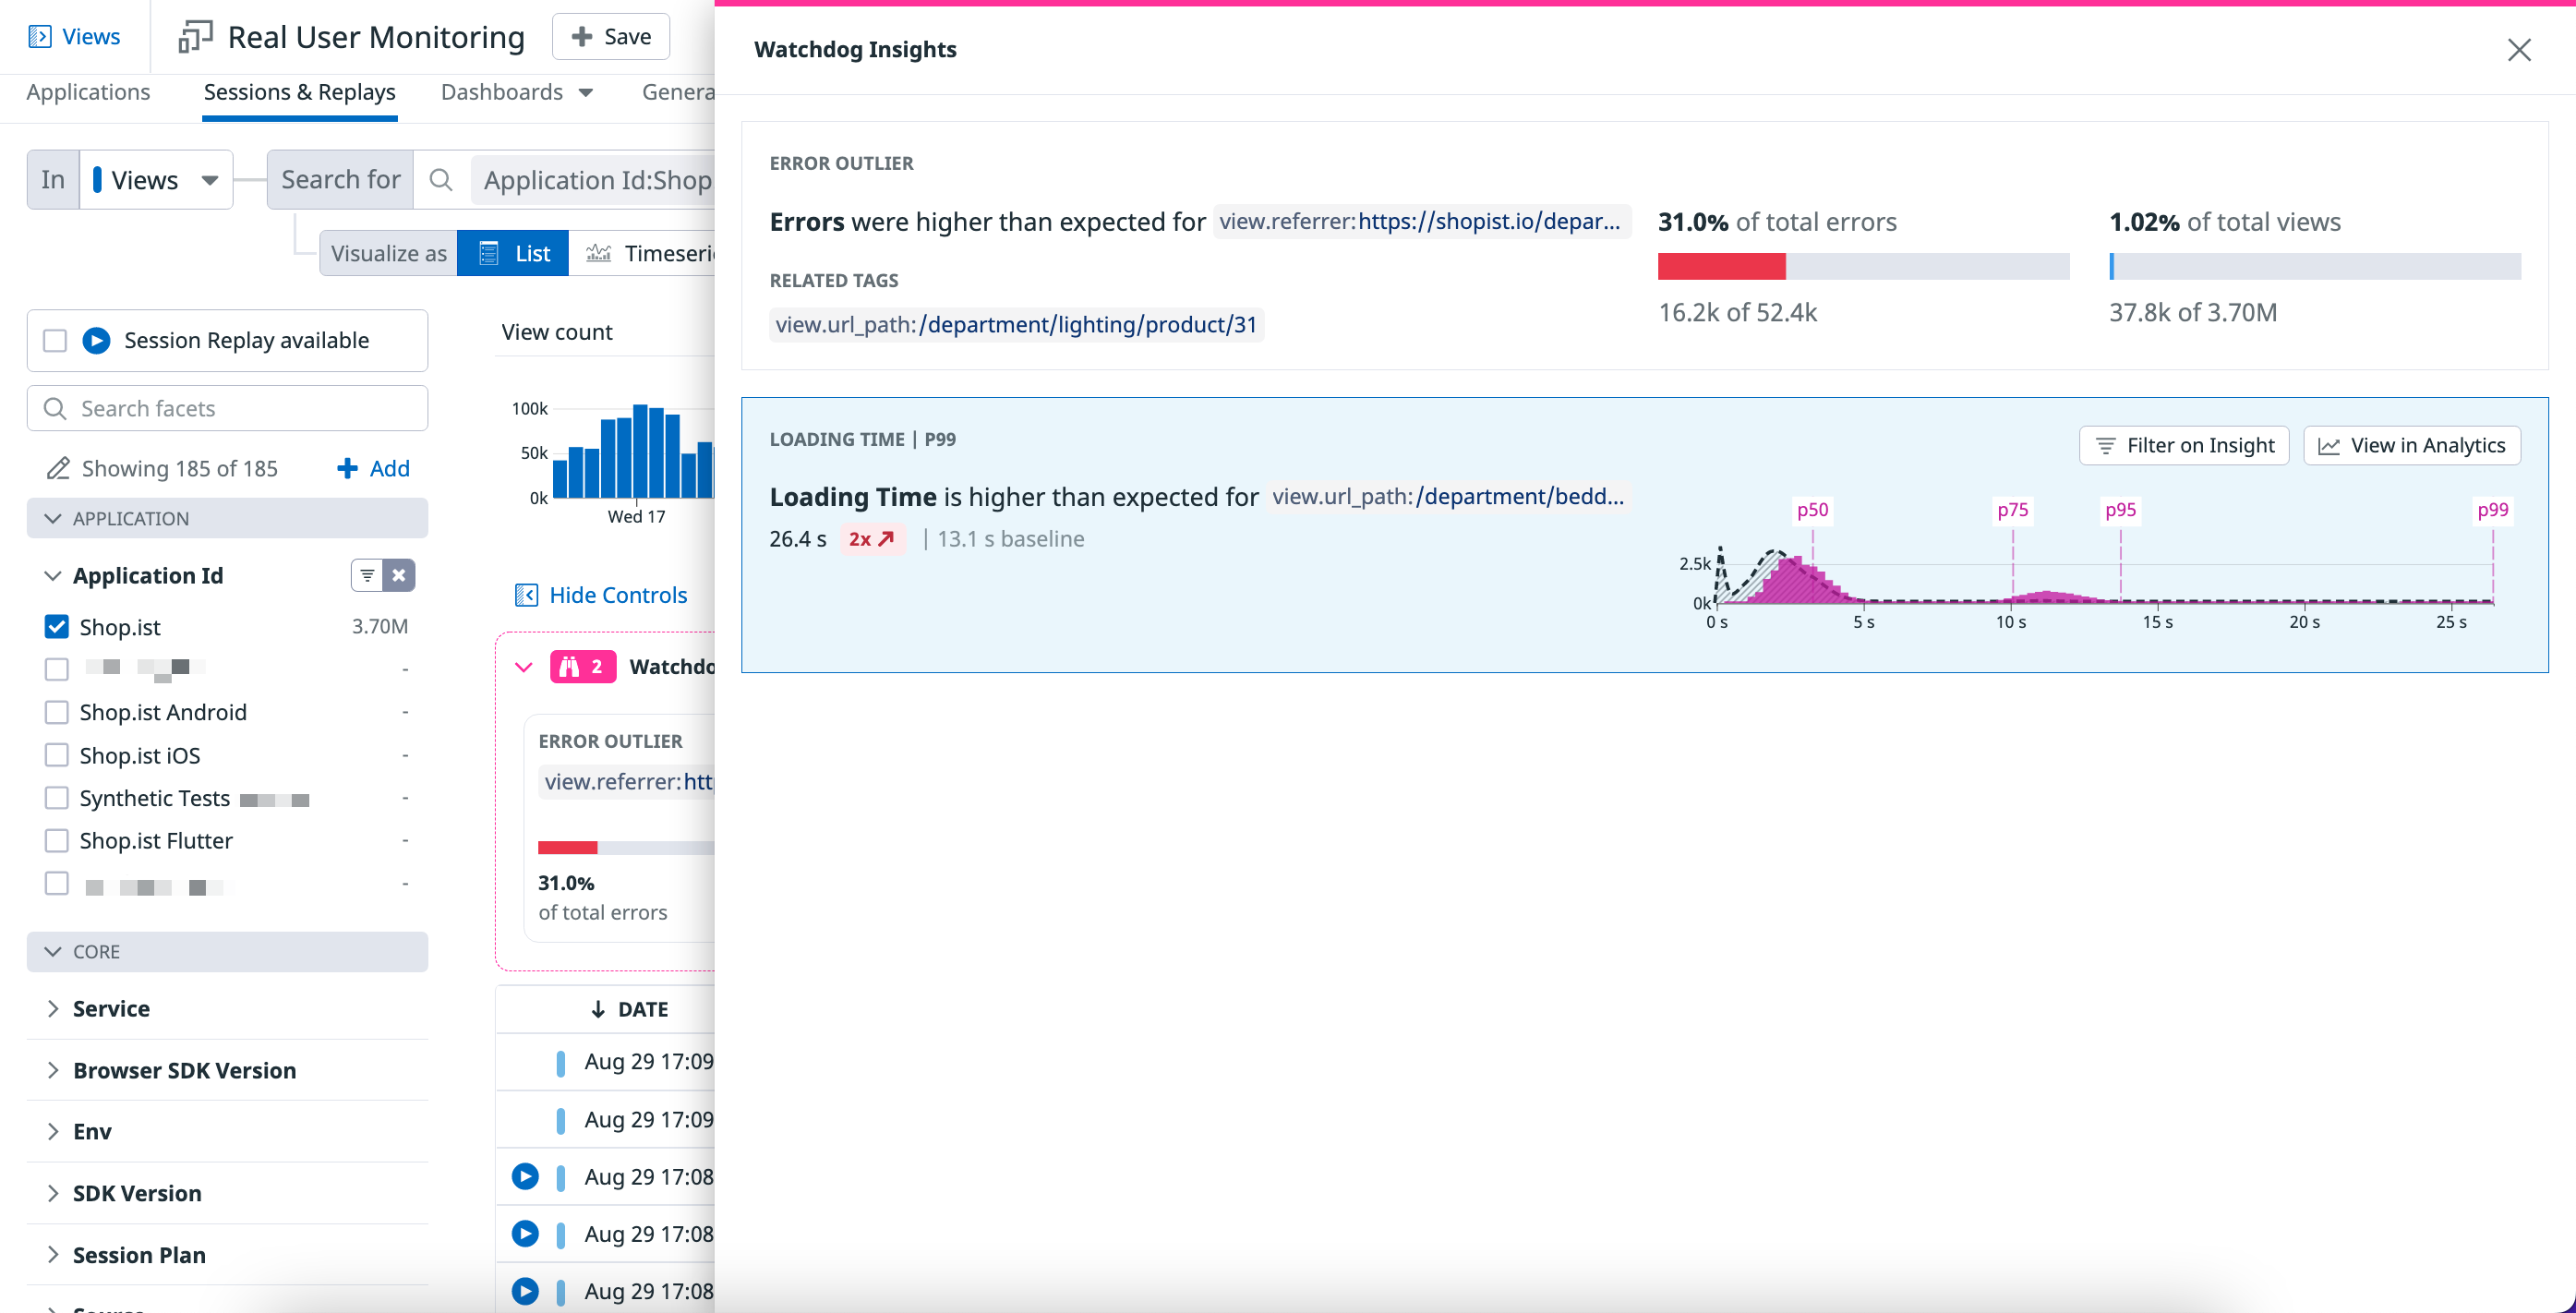 Views
Real User Monitoring
Save
Applications
Sessions & Replays
Dashboards
Genera
In
Views
Search for
Application Id:Shop.
Visualize as
List
Timeseri
Session Replay available
Search facets
Showing 185 of 185
Add
APPLICATION
Application Id
Shop.ist
3.70M
-
Shop.ist Android
-
Shop.ist iOS
-
Synthetic Tests
-
Shop.ist Flutter
-
-
CORE
Service
Browser SDK Version
Env
SDK Version
Session Plan
View count
100k
50k
0k
Wed 17
Hide Controls
2
Watchdo
ERROR OUTLIER
view.referrer:http
31.0%
of total errors
DATE
Aug 29 17:09
Aug 29 17:09
Aug 29 17:08
Aug 29 17:08
Aug 29 17:08
Watchdog Insights
ERROR OUTLIER
Errors were higher than expected for view.referrer:https://shopist.io/depar...
31.0% of total errors
16.2k of 52.4k
1.02% of total views
37.8k of 3.70M
RELATED TAGS
view.url_path:/department/lighting/product/31
LOADING TIME | P99
Filter on Insight
View in Analytics
Loading Time is higher than expected for view.url_path:/department/bedd...
26.4 s 2x | 13.1 s baseline
p50
p75
p95
p99
2.5k
0k
0 s
5 s
10 s
15 s
20 s
25 s